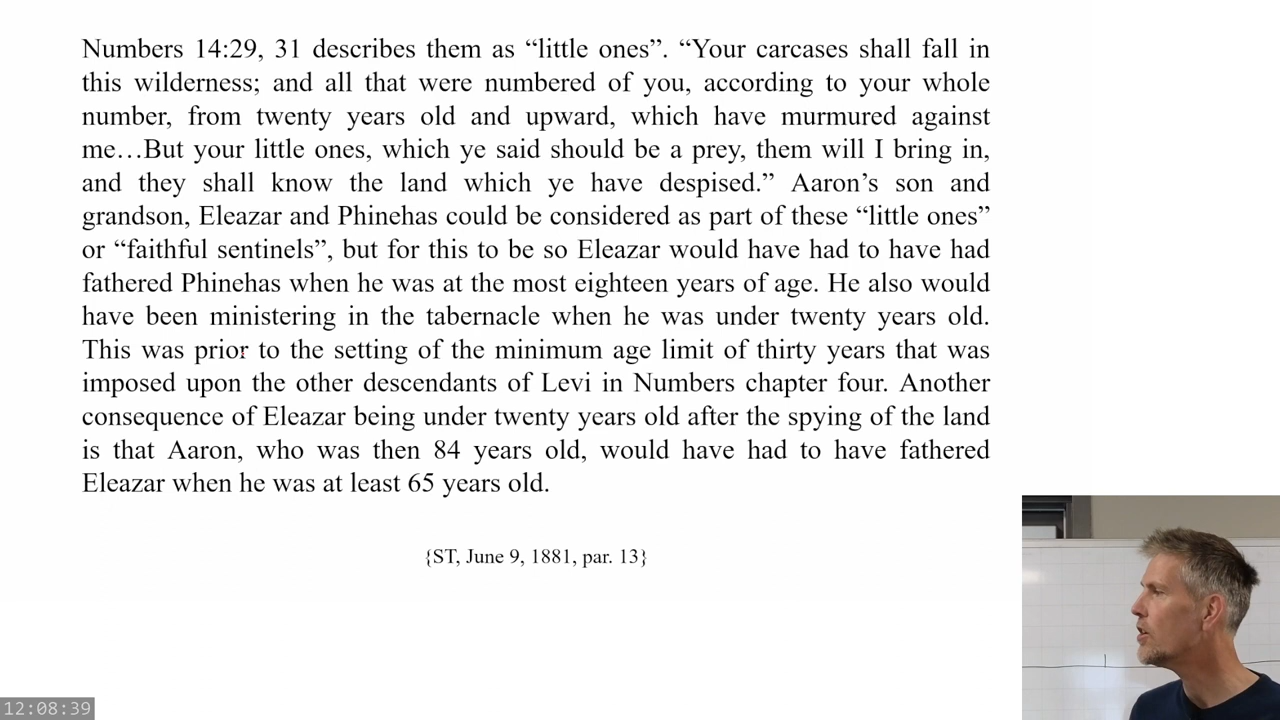 Numbers 14:29, 31 describes them as “little ones”. “Your carcases shall fall in
this wilderness; and all that were numbered of you, according to your whole
number, from twenty years old and upward, which have murmured against
me…But your little ones, which ye said should be a prey, them will I bring in,
and they shall know the land which ye have despised.” Aaron’s son and
grandson, Eleazar and Phinehas could be considered as part of these “little ones”
or “faithful sentinels”, but for this to be so Eleazar would have had to have had
fathered Phinehas when he was at the most eighteen years of age. He also would
have been ministering in the tabernacle when he was under twenty years old.
This was prior to the setting of the minimum age limit of thirty years that was
imposed upon the other descendants of Levi in Numbers chapter four. Another
consequence of Eleazar being under twenty years old after the spying of the land
is that Aaron, who was then 84 years old, would have had to have fathered
Eleazar when he was at least 65 years old.
{ST, June 9, 1881, par. 13}
12:08:39